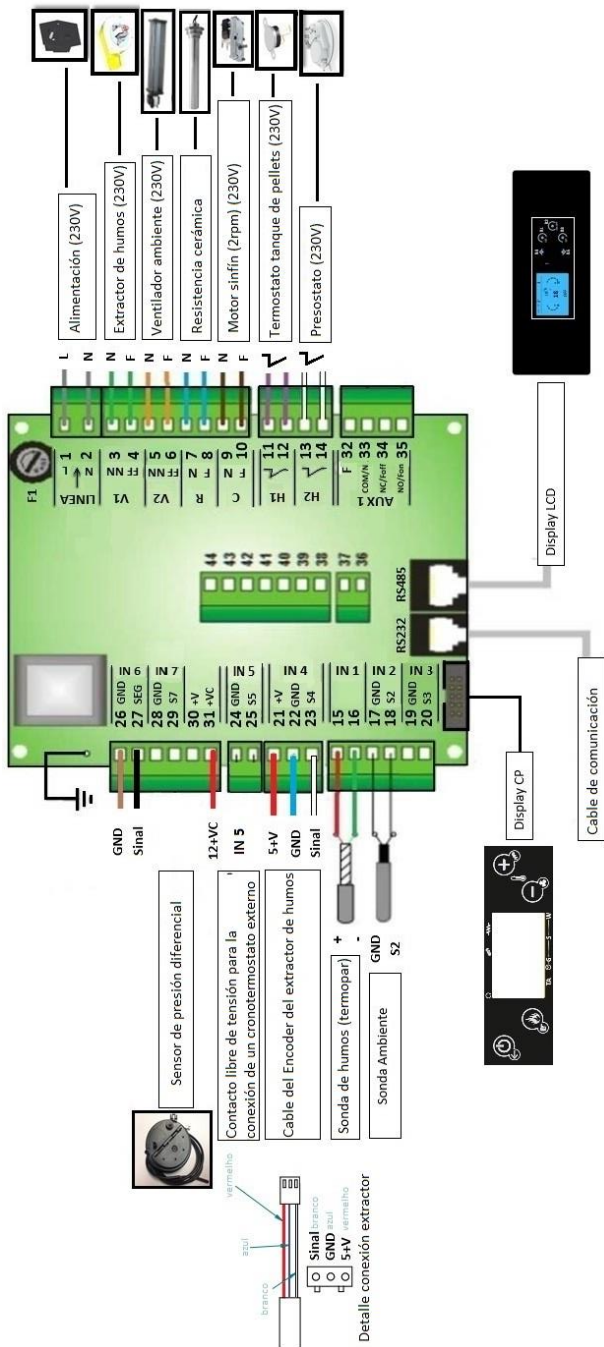 Alimentación (230V)
Extractor de humos (230V)
Ventilador ambiente (230V)
Resistencia cerámica
Motor sinfín (2rpm) (230V)
Termostato tanque de pellets (230V)
Presostato (230V)
L
N
N
F
N
F
N
F
N
F
F1
LINEA
L 1
N 2
V1
NN 3
FF 4
V2
NN 5
FF 6
R
N 7
F 8
C
N 9
F 10
H1
11
12
H2
13
14
AUX 1
F 32
COM/N 33
NC/Foff 34
NO/Fon 35
44
43
42
41
40
39
38
37
36
RS485
RS232
IN 6
26 GND
27 SEG
IN 7
28 GND
29 S7
30 +V
31 +VC
IN 5
24 GND
25 S5
IN 4
21 +V
22 GND
23 S4
IN 1
15
16
IN 2
17 GND
18 S2
IN 3
19 GND
20 S3
GND
Sinal
12+VC
IN 5
5+V
GND
Sinal
+
-
GND
S2
Display LCD
Cable de comunicación
Display CP
Sensor de presión diferencial
Contacto libre de tensión para la
conexión de un cronotermostato externo
Cable del Encoder del extractor de humos
Sonda de humos (termopar)
Sonda Ambiente
vermelho
azul
branco
Sinal branco
GND azul
5+V vermelho
Detalle conexión extractor